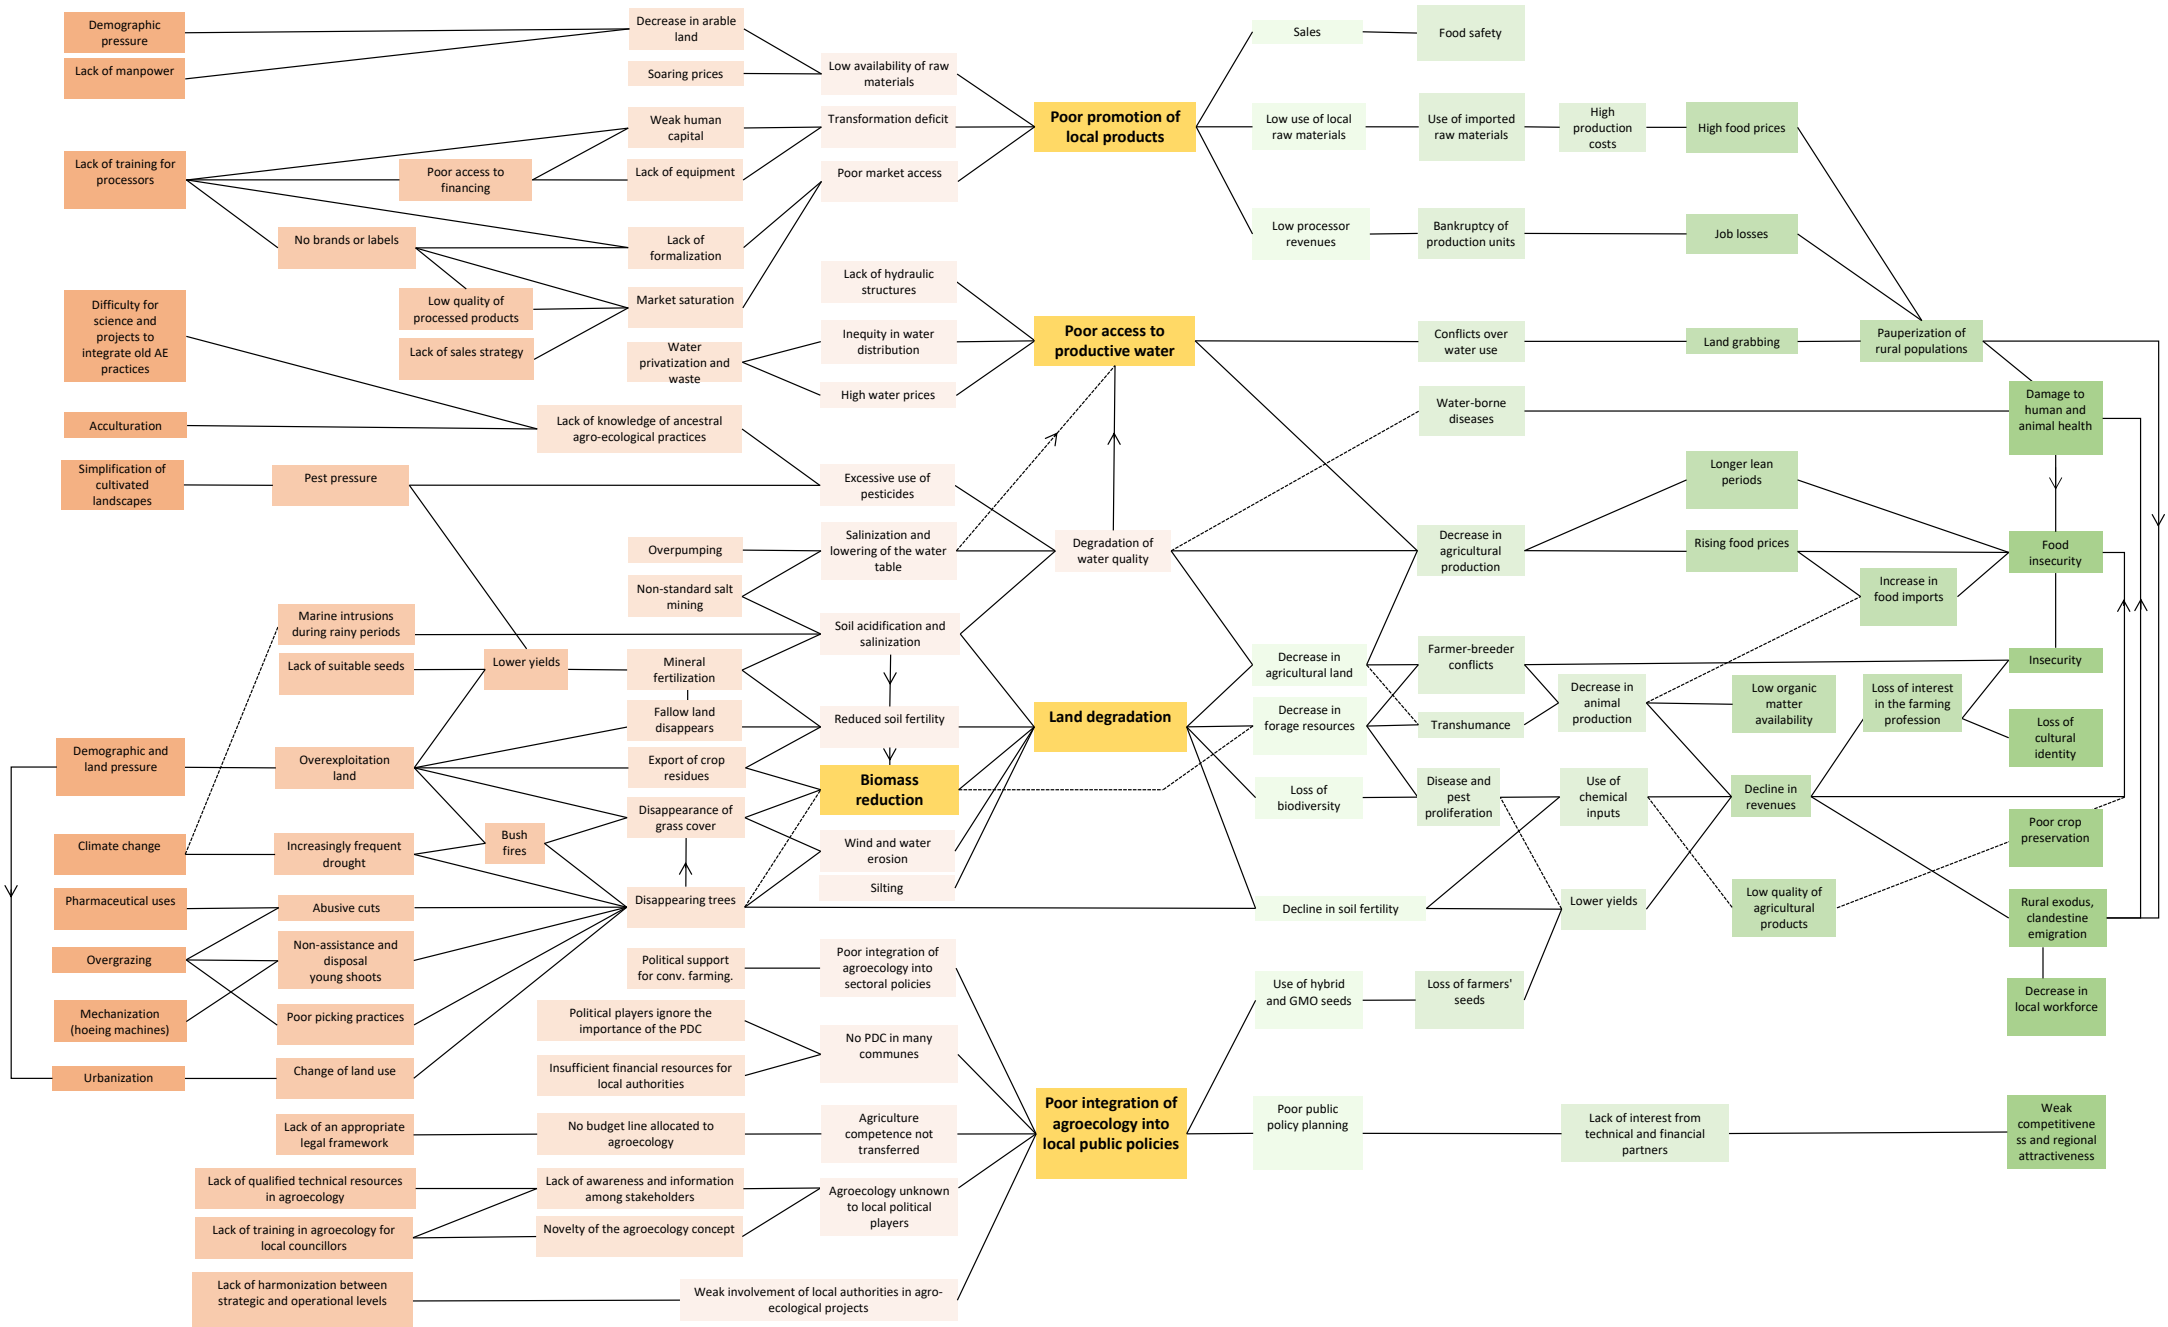 Demographic
pressure
Lack of manpower
Lack of training for
processors
Difficulty for
science and
projects to
integrate old AE
practices
Acculturation
Simplification of
cultivated
landscapes
Demographic and
land pressure
Climate change
Pharmaceutical uses
Overgrazing
Mechanization
(hoeing machines)
Urbanization
No brands or labels
Pest pressure
Marine intrusions
during rainy periods
Lack of suitable seeds
Overexploitation
land
Increasingly frequent
drought
Abusive cuts
Non-assistance and
disposal
young shoots
Poor picking practices
Change of land use
Lack of an appropriate
legal framework
Lack of qualified technical resources
in agroecology
Lack of training in agroecology for
local councillors
Lack of harmonization between
strategic and operational levels
Poor access to
financing
Low quality of
processed products
Lack of sales strategy
Lower yields
Bush
fires
Decrease in arable
land
Soaring prices
Weak human
capital
Lack of equipment
Lack of
formalization
Market saturation
Water
privatization and
waste
Lack of knowledge of ancestral
agro-ecological practices
Overpumping
Non-standard salt
mining
Mineral
fertilization
Fallow land
disappears
Export of crop
residues
Disappearance of
grass cover
Disappearing trees
Political support
for conv. farming.
Political players ignore the
importance of the PDC
Insufficient financial resources for
local authorities
No budget line allocated to
agroecology
Lack of awareness and information
among stakeholders
Novelty of the agroecology concept
Weak involvement of local authorities in agro-
ecological projects
Low availability of raw
materials
Transformation deficit
Poor market access
Lack of hydraulic
structures
Inequity in water
distribution
High water prices
Excessive use of
pesticides
Salinization and
lowering of the water
table
Soil acidification and
salinization
Reduced soil fertility
Biomass
reduction
Wind and water
erosion
Silting
Poor integration of
agroecology into
sectoral policies
No PDC in many
communes
Agriculture
competence not
transferred
Agroecology unknown
to local political
players
Poor promotion of
local products
Poor access to
productive water
Degradation of
water quality
Land degradation
Poor integration of
agroecology into
local public policies
Sales
Low use of local
raw materials
Low processor
revenues
Decrease in
agricultural land
Decrease in
forage resources
Loss of
biodiversity
Decline in soil fertility
Use of hybrid
and GMO seeds
Poor public
policy planning
Food safety
Use of imported
raw materials
Bankruptcy of
production units
Conflicts over
water use
Water-borne
diseases
Decrease in
agricultural
production
Farmer-breeder
conflicts
Transhumance
Disease and
pest
proliferation
Loss of farmers'
seeds
High
production
costs
Decrease in
animal
production
Use of
chemical
inputs
Lower yields
Lack of interest from
technical and financial
partners
High food prices
Job losses
Land grabbing
Longer lean
periods
Rising food prices
Low organic
matter
availability
Decline in
revenues
Low quality of
agricultural
products
Pauperization of
rural populations
Increase in
food imports
Loss of interest
in the farming
profession
Damage to
human and
animal health
Food
insecurity
Insecurity
Loss of
cultural
identity
Poor crop
preservation
Rural exodus,
clandestine
emigration
Decrease in
local workforce
Weak
competitivene
ss and regional
attractiveness